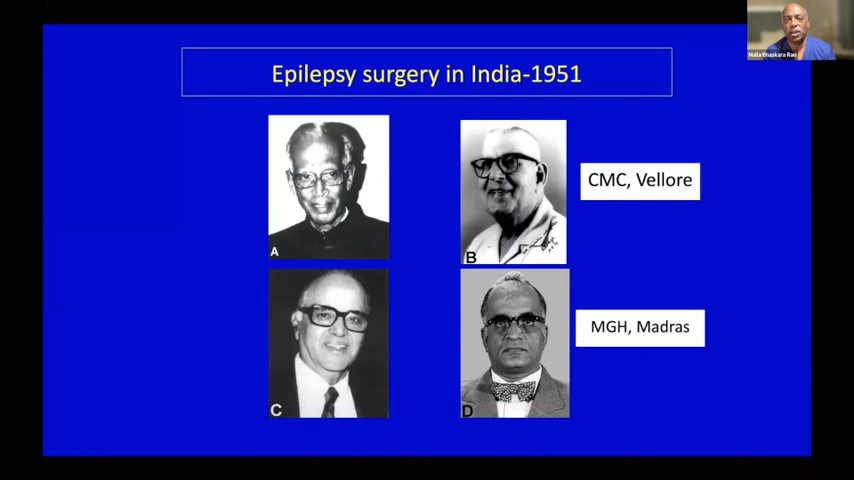 Malla Bhaskara Rao
Epilepsy surgery in India-1951
A
B
CMC, Vellore
C
D
MGH, Madras